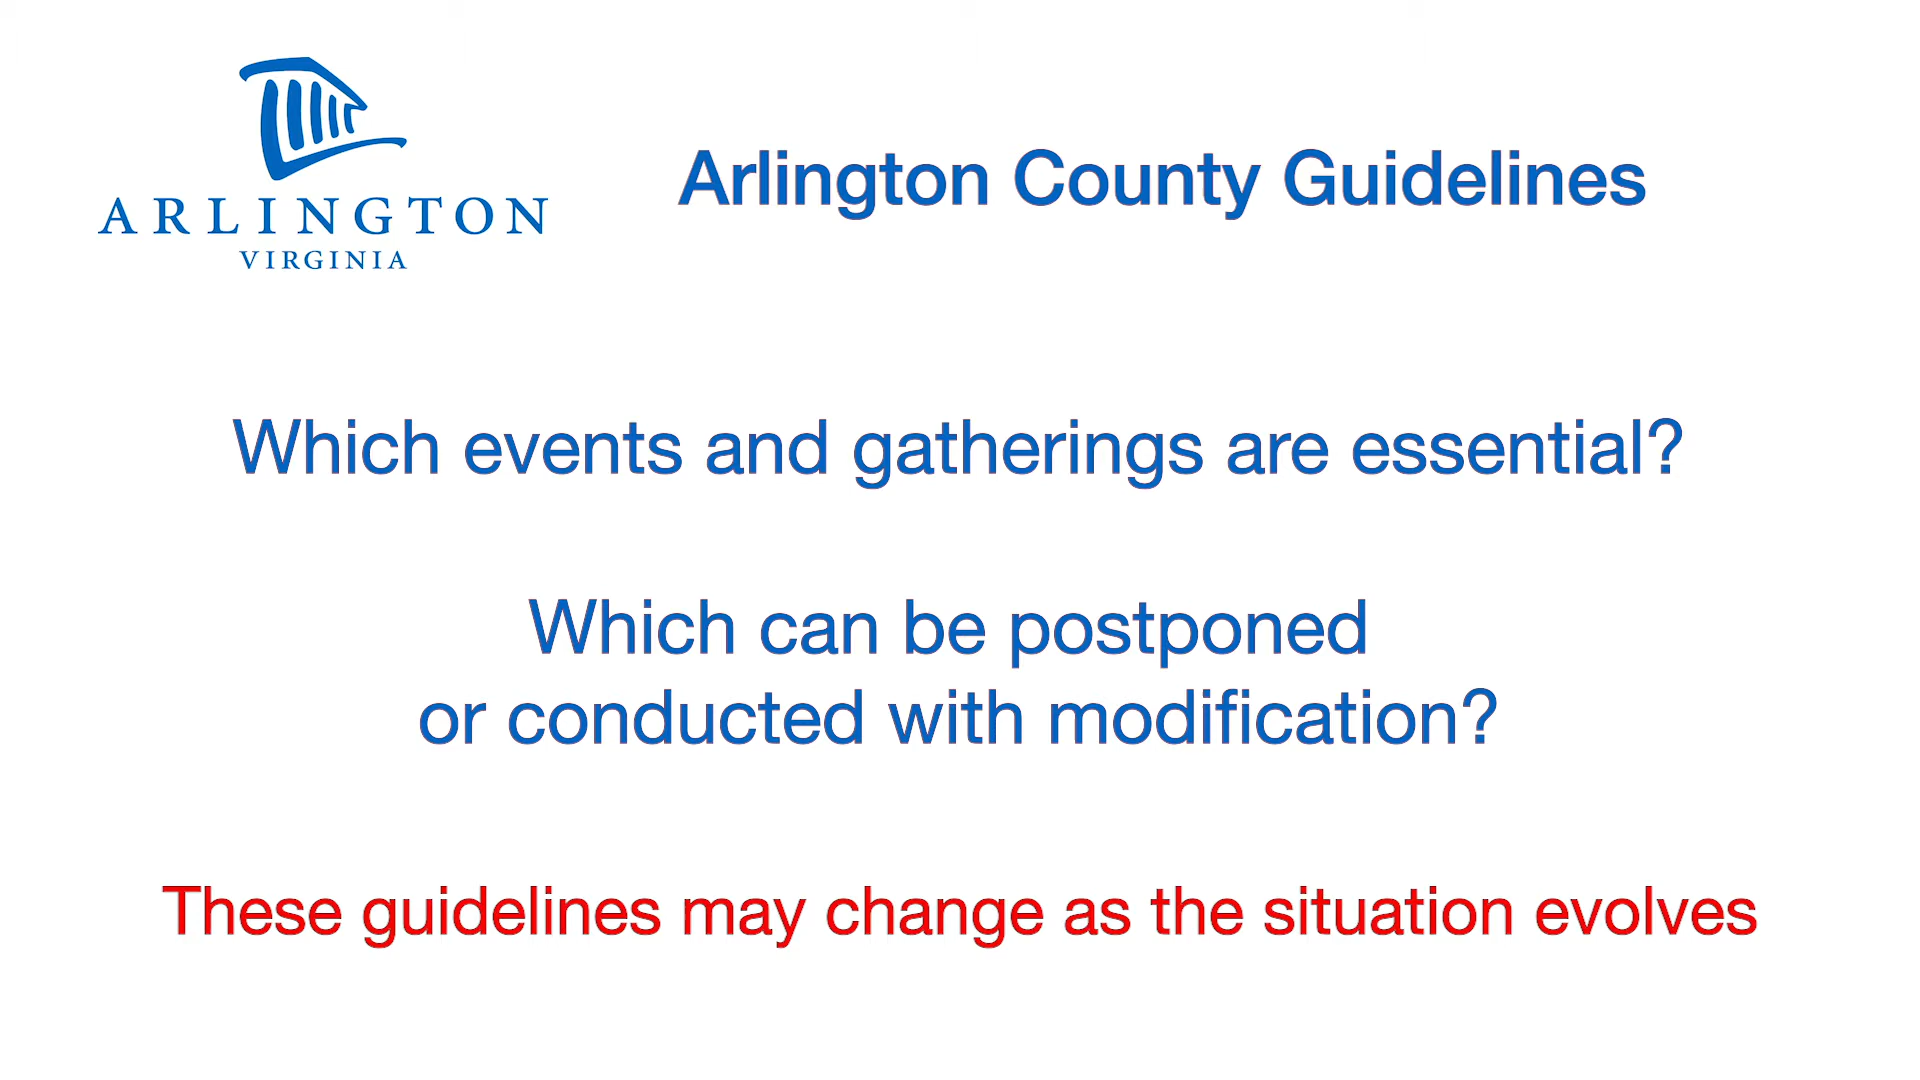 ARLINGTON
VIRGINIA
Arlington County Guidelines
Which events and gatherings are essential?
Which can be postponed
or conducted with modification?
These guidelines may change as the situation evolves